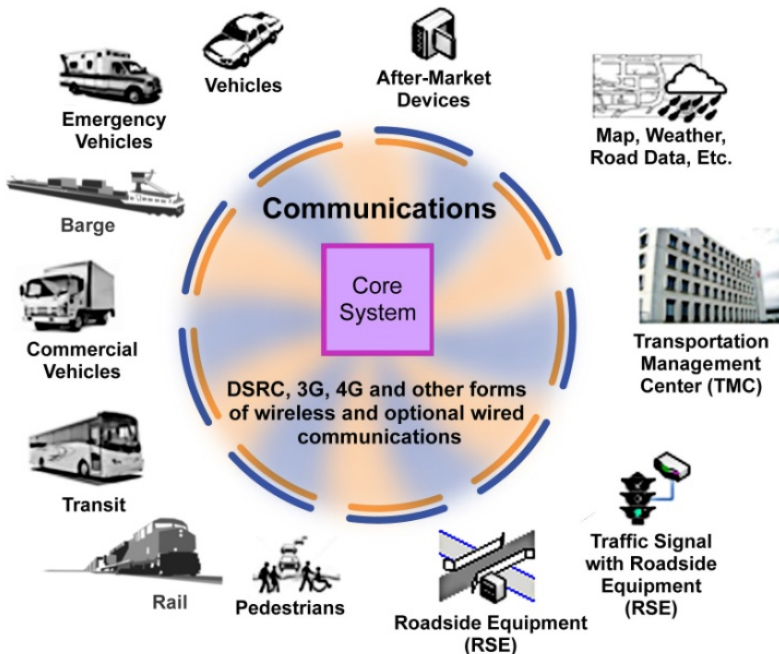 Vehicles
After-Market
Devices
Emergency
Vehicles
Map, Weather,
Road Data, Etc.
Communications
Barge
Core
System
Commercial
Vehicles
Transportation
Management
Center (TMC)
DSRC, 3G, 4G and other forms
of wireless and optional wired
communications
Transit
Traffic Signal
with Roadside
Equipment
(RSE)
Rail
Pedestrians
Roadside Equipment
(RSE)